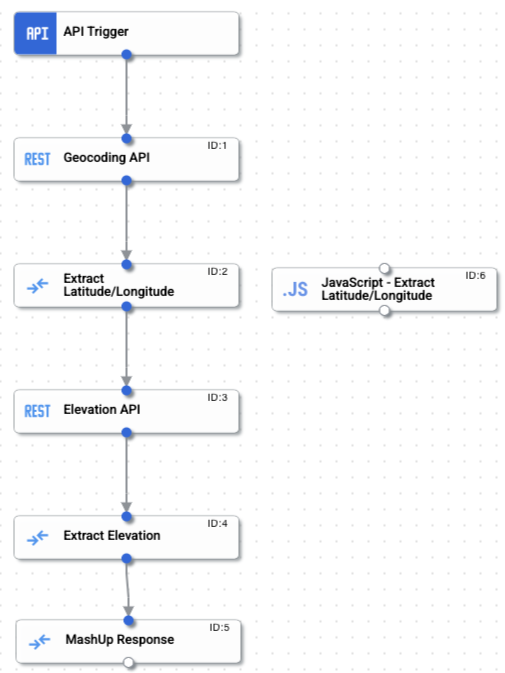 API API Trigger
ID:1
REST Geocoding API
ID:2
Extract
Latitude/Longitude
ID:6
.JS JavaScript - Extract
Latitude/Longitude
ID:3
REST Elevation API
ID:4
Extract Elevation
ID:5
MashUp Response